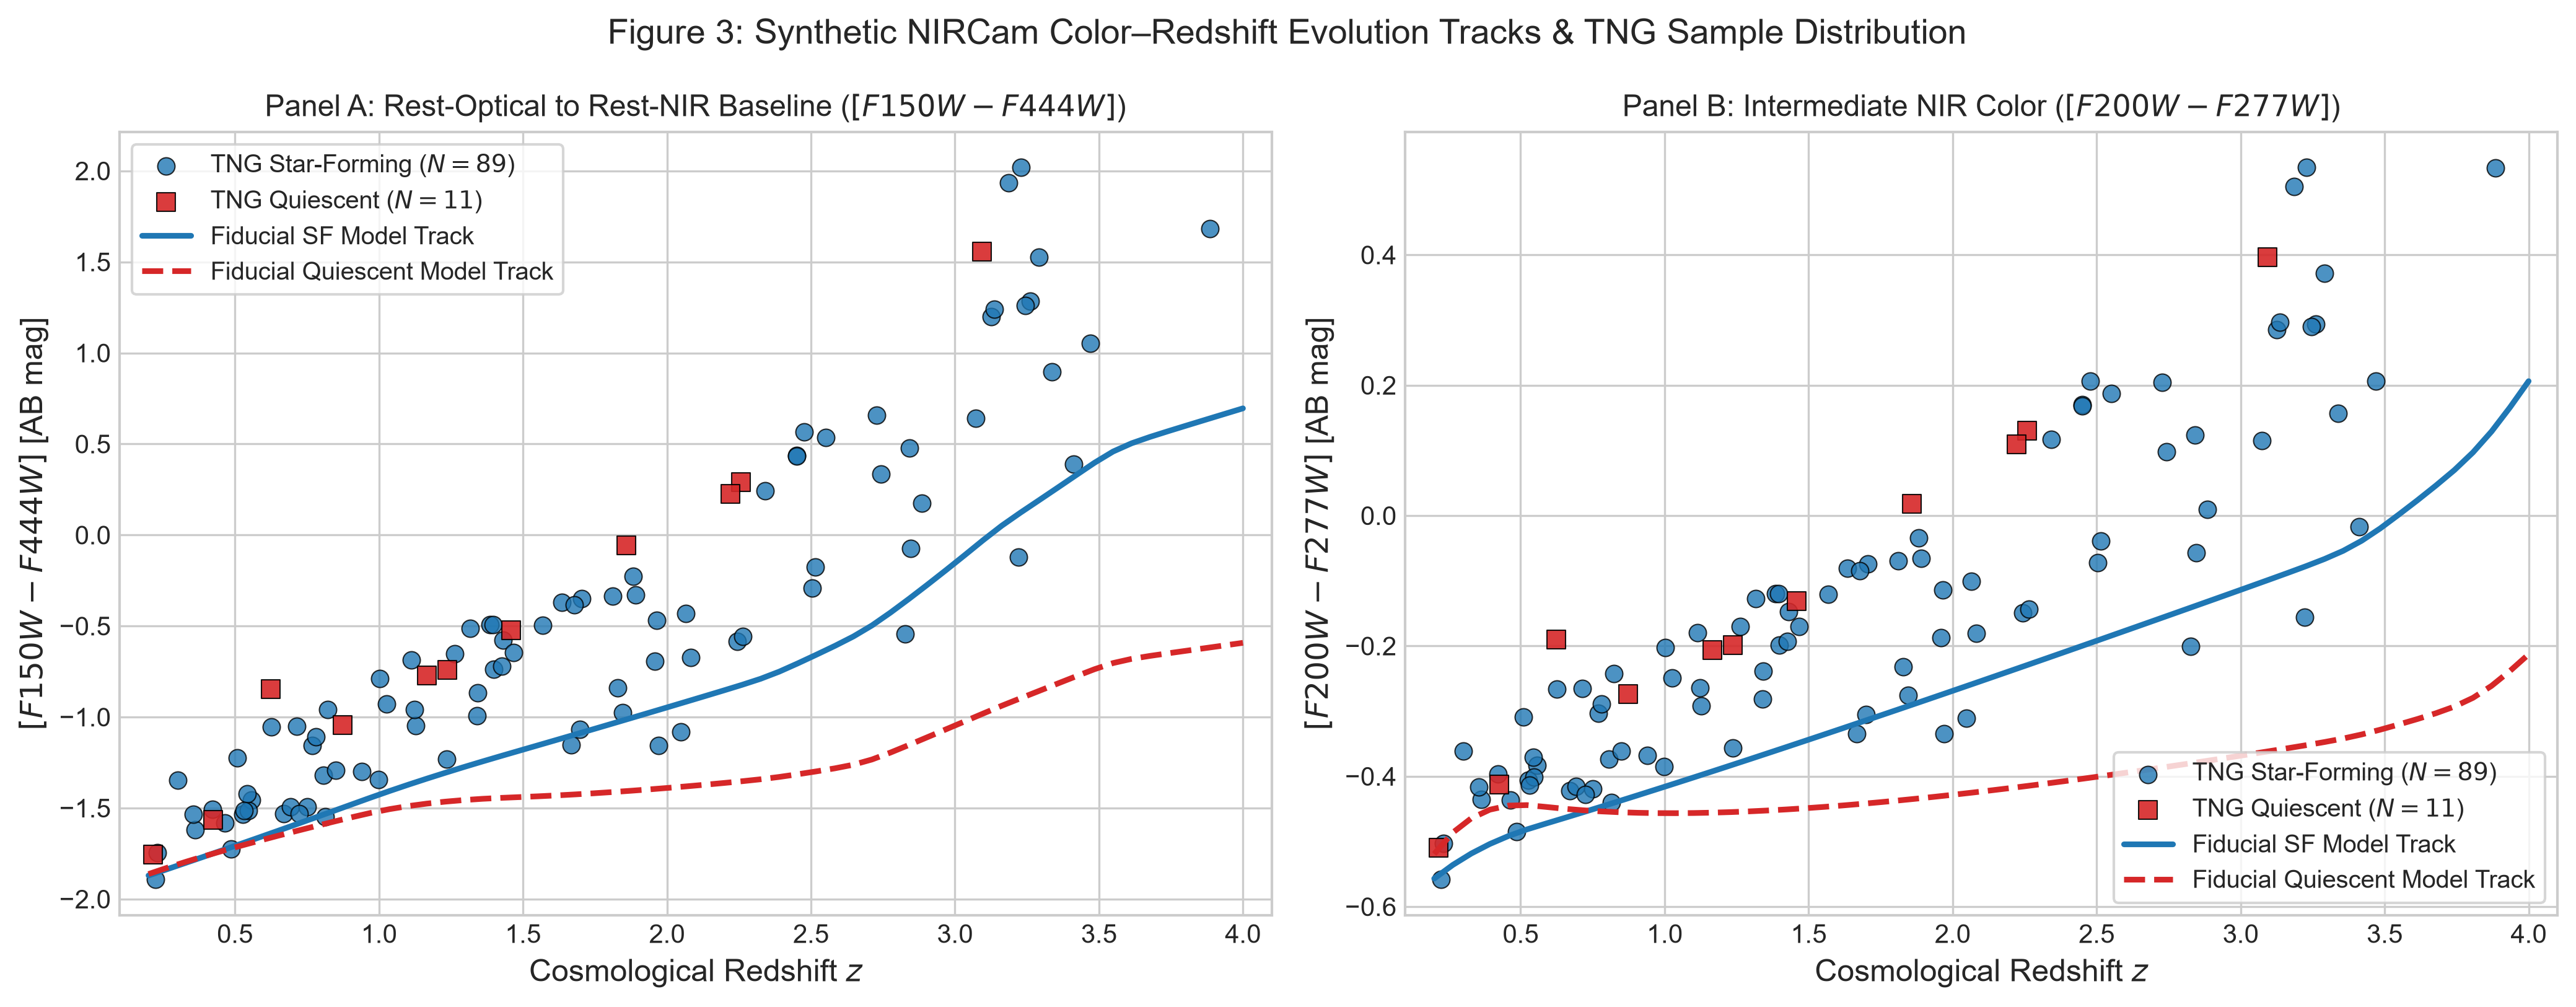 Figure 3: Synthetic NIRCam Color–Redshift Evolution Tracks & TNG Sample Distribution
Panel A: Rest-Optical to Rest-NIR Baseline ([F150W − F444W])
TNG Star-Forming (N = 89)
TNG Quiescent (N = 11)
Fiducial SF Model Track
Fiducial Quiescent Model Track
[F150W − F444W] [AB mag]
2.0
1.5
1.0
0.5
0.0
−0.5
−1.0
−1.5
−2.0
0.5 1.0 1.5 2.0 2.5 3.0 3.5 4.0
Cosmological Redshift z
Panel B: Intermediate NIR Color ([F200W − F277W])
[F200W − F277W] [AB mag]
0.4
0.2
0.0
−0.2
−0.4
−0.6
TNG Star-Forming (N = 89)
TNG Quiescent (N = 11)
Fiducial SF Model Track
Fiducial Quiescent Model Track
0.5 1.0 1.5 2.0 2.5 3.0 3.5 4.0
Cosmological Redshift z